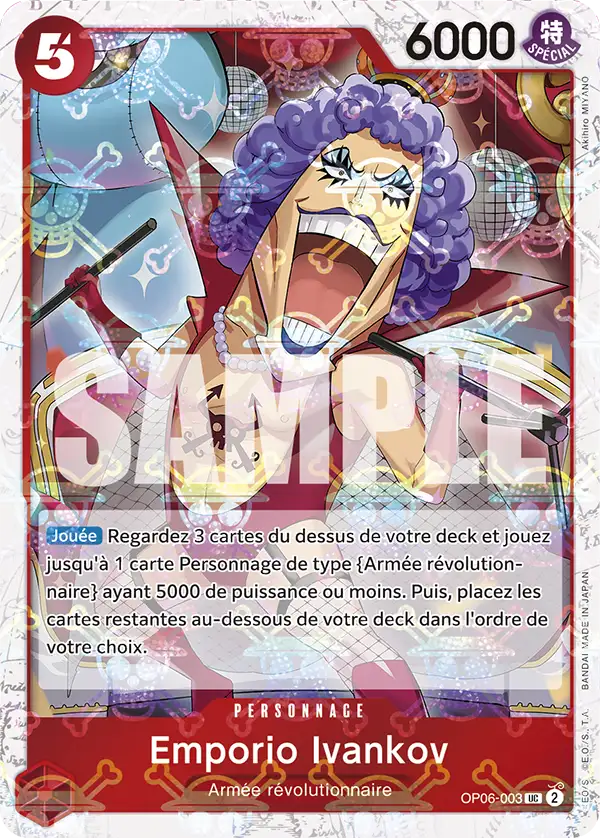 5
6000
特
SPÉCIAL
Akihiro MIYANO
SAMPLE
Jouée Regardez 3 cartes du dessus de votre deck et jouez
jusqu'à 1 carte Personnage de type {Armée révolution-
naire} ayant 5000 de puissance ou moins. Puis, placez les
cartes restantes au-dessous de votre deck dans l'ordre de
votre choix.
©E.O./S., T.A. BANDAI MADE IN JAPAN
PERSONNAGE
Emporio Ivankov
Armée révolutionnaire
OP06-003 UC 2